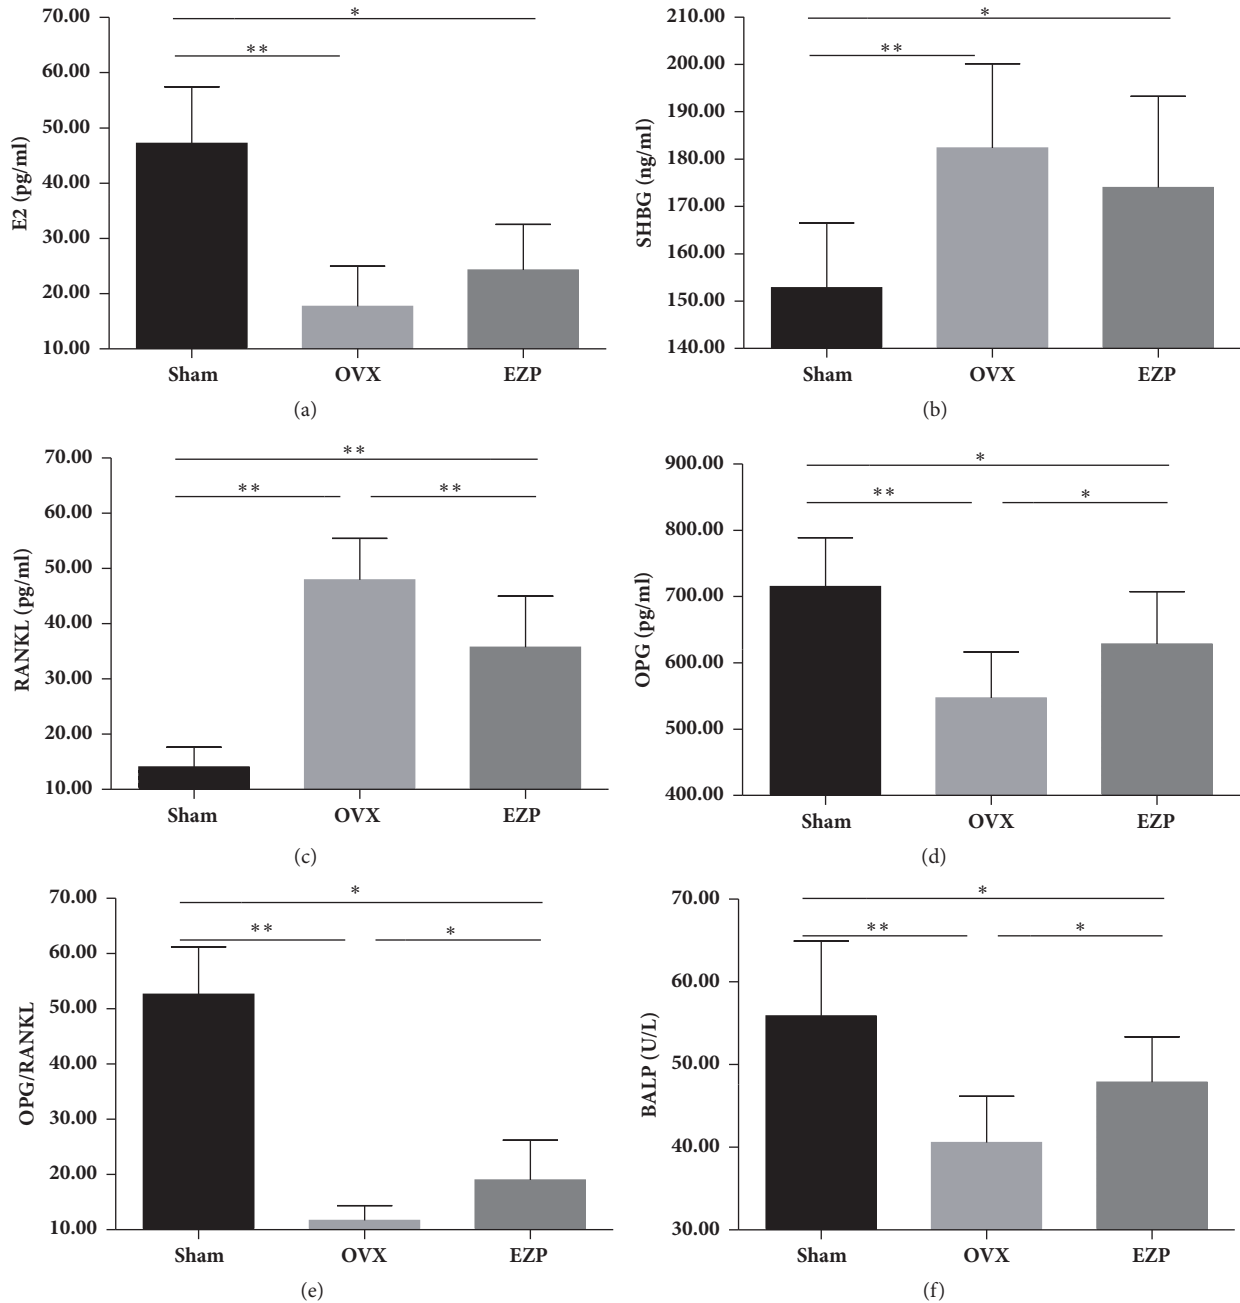 E2 (pg/ml)
70.00
60.00
50.00
40.00
30.00
20.00
10.00
*
**
Sham OVX EZP
(a)
SHBG (ng/ml)
210.00
200.00
190.00
180.00
170.00
160.00
150.00
140.00
*
**
Sham OVX EZP
(b)
RANKL (pg/ml)
70.00
60.00
50.00
40.00
30.00
20.00
10.00
**
** **
Sham OVX EZP
(c)
OPG (pg/ml)
900.00
800.00
700.00
600.00
500.00
400.00
*
** *
Sham OVX EZP
(d)
OPG/RANKL
70.00
60.00
50.00
40.00
30.00
20.00
10.00
*
** *
Sham OVX EZP
(e)
BALP (U/L)
70.00
60.00
50.00
40.00
30.00
*
** *
Sham OVX EZP
(f)